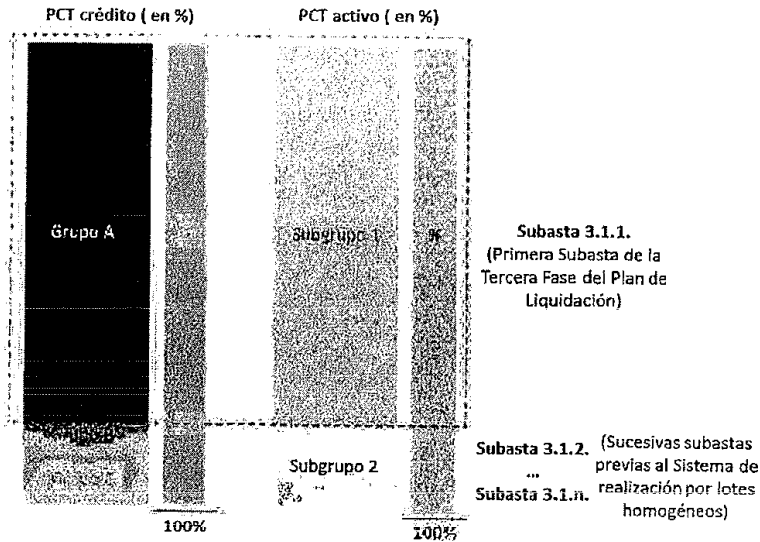 PCT crédito ( en %)
PCT activo ( en %)
Grupo A
Subgrupo 1
%
Subasta 3.1.1.
(Primera Subasta de la
Tercera Fase del Plan de
Liquidación)
Subgrupo 2
Subasta 3.1.2.
...
Subasta 3.1.n.
(Sucesivas subastas
previas al Sistema de
realización por lotes
homogéneos)
100%
100%